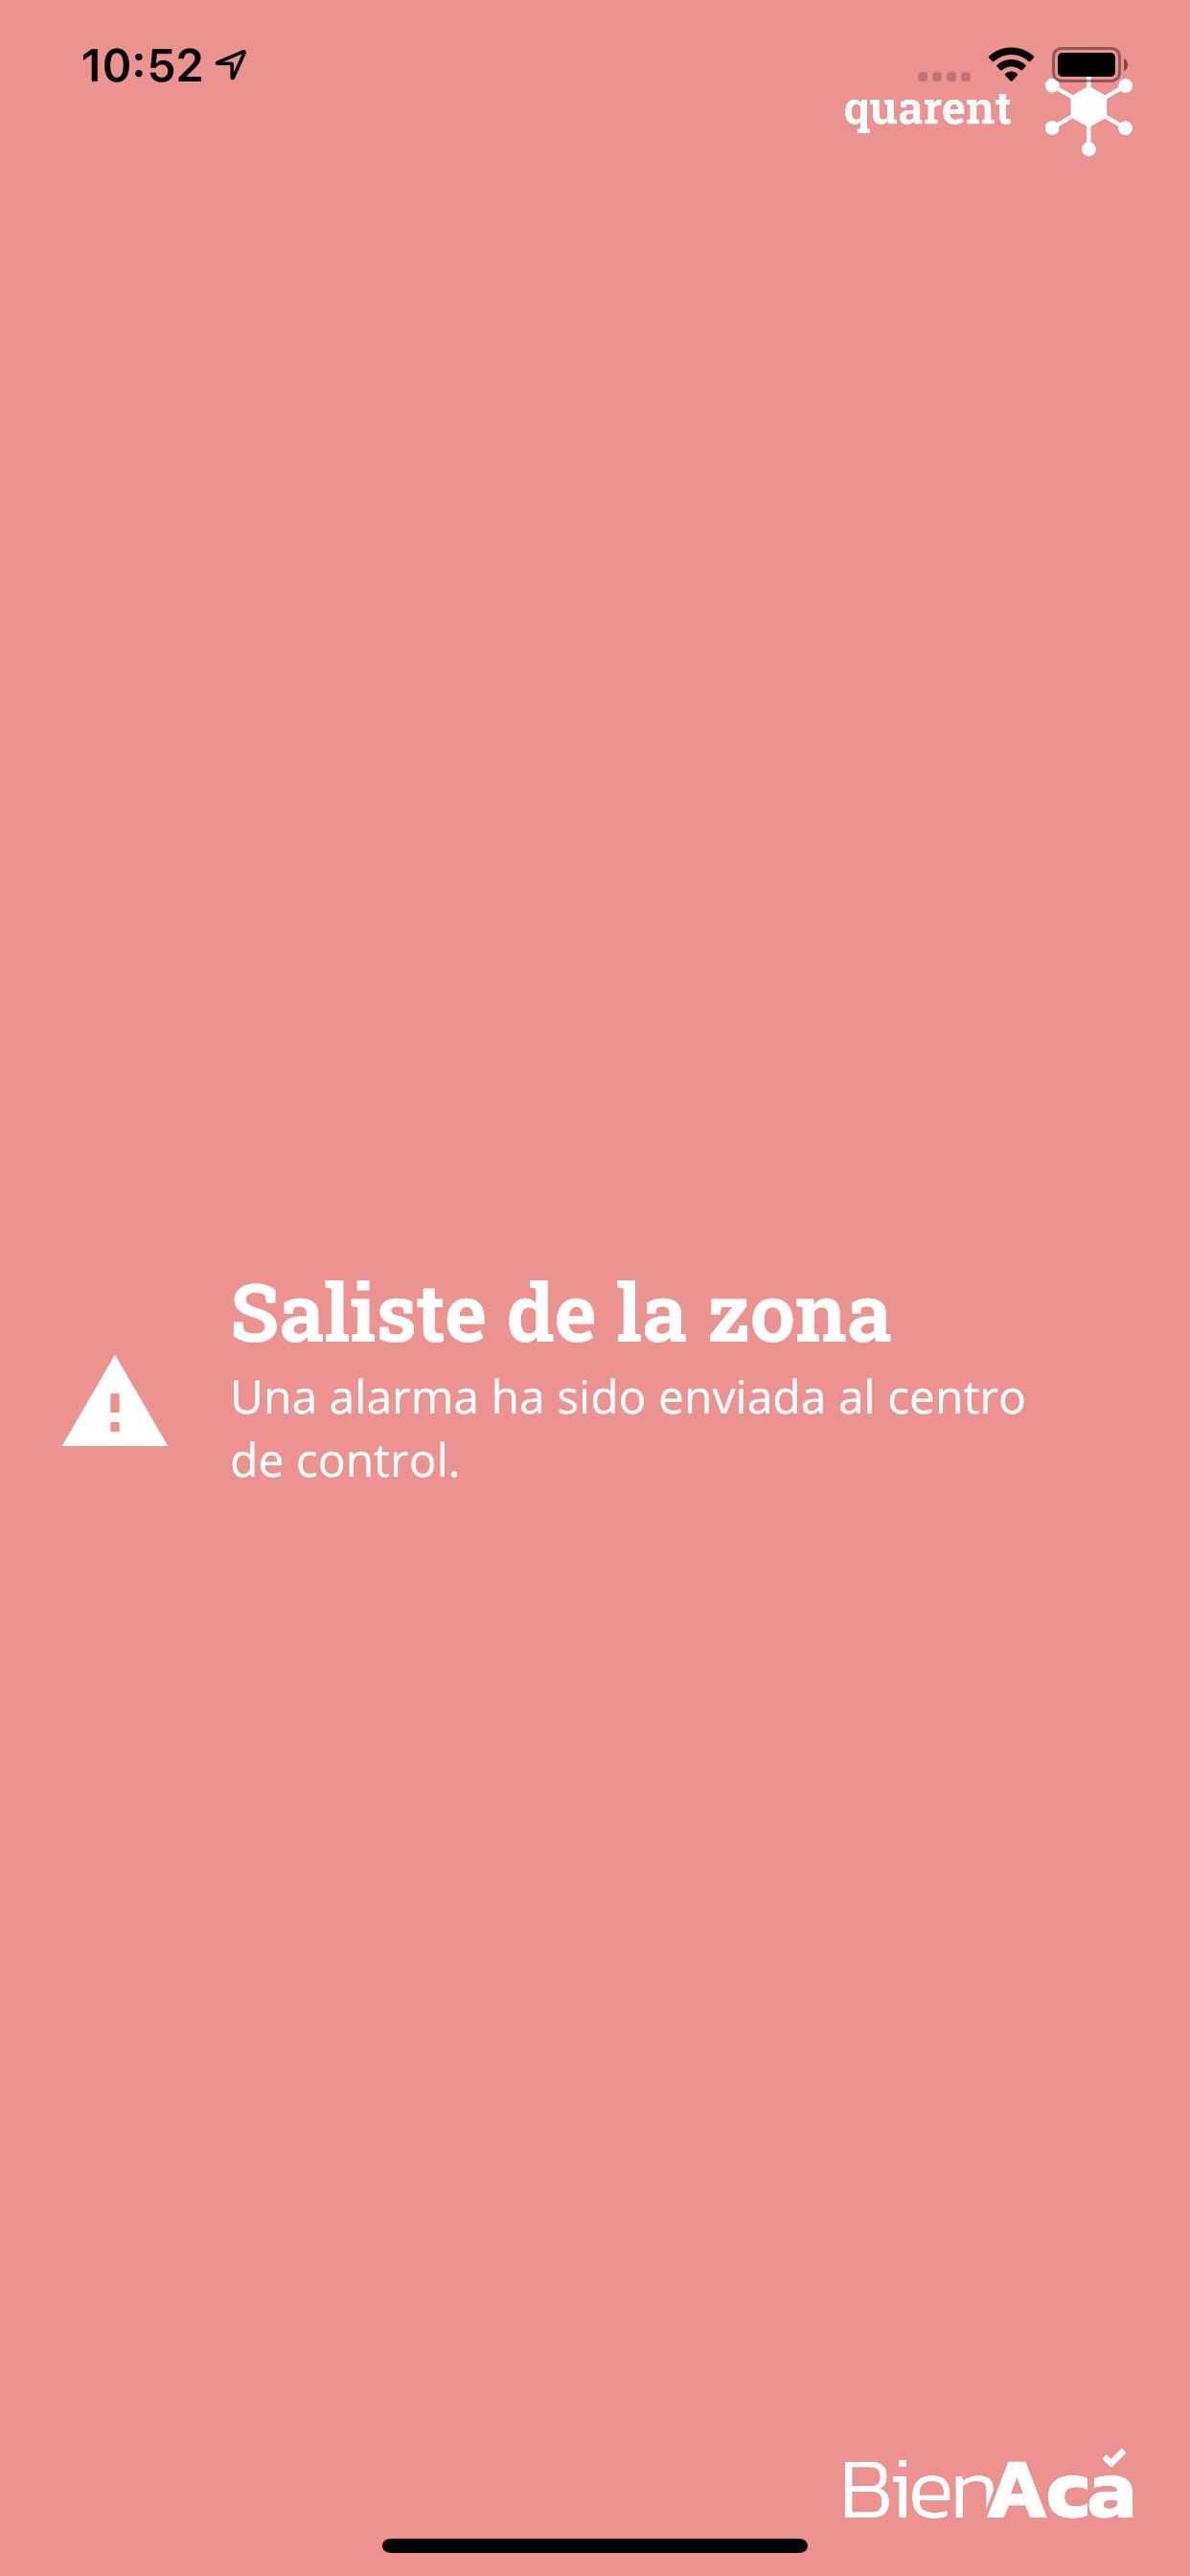 10:52
quarent
Saliste de la zona
Una alarma ha sido enviada al centro
de control.
BienAcá